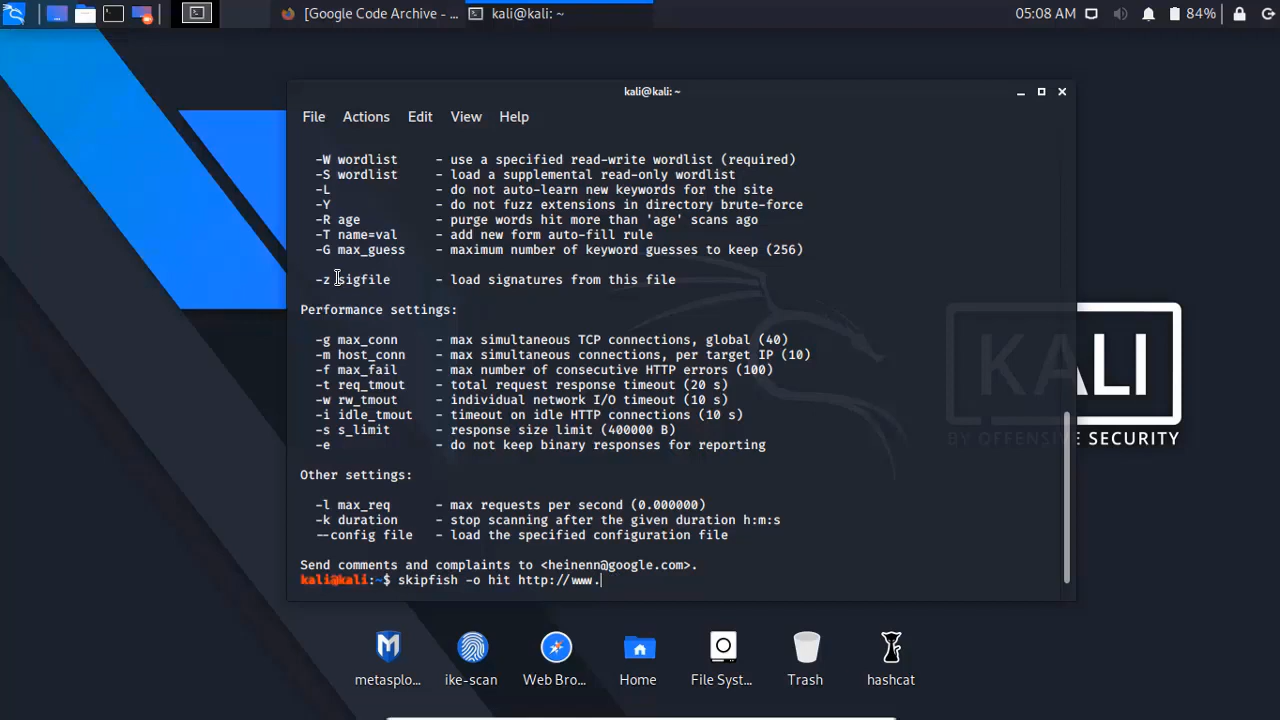 [Google Code Archive - ...
kali@kali: ~
05:08 AM
84%
kali@kali: ~
File Actions Edit View Help
-W wordlist - use a specified read-write wordlist (required)
-S wordlist - load a supplemental read-only wordlist
-L - do not auto-learn new keywords for the site
-Y - do not fuzz extensions in directory brute-force
-R age - purge words hit more than 'age' scans ago
-T name=val - add new form auto-fill rule
-G max_guess - maximum number of keyword guesses to keep (256)
-z sigfile - load signatures from this file
Performance settings:
-g max_conn - max simultaneous TCP connections, global (40)
-m host_conn - max simultaneous connections, per target IP (10)
-f max_fail - max number of consecutive HTTP errors (100)
-t req_tmout - total request response timeout (20 s)
-w rw_tmout - individual network I/O timeout (10 s)
-i idle_tmout - timeout on idle HTTP connections (10 s)
-s s_limit - response size limit (400000 B)
-e - do not keep binary responses for reporting
Other settings:
-l max_req - max requests per second (0.000000)
-k duration - stop scanning after the given duration h:m:s
--config file - load the specified configuration file
Send comments and complaints to <heinenn@google.com>.
kali@kali:~$ skipfish -o hit http://www.
KALI
BY OFFENSIVE SECURITY
metasplo...
ike-scan
Web Bro...
Home
File Syst...
Trash
hashcat